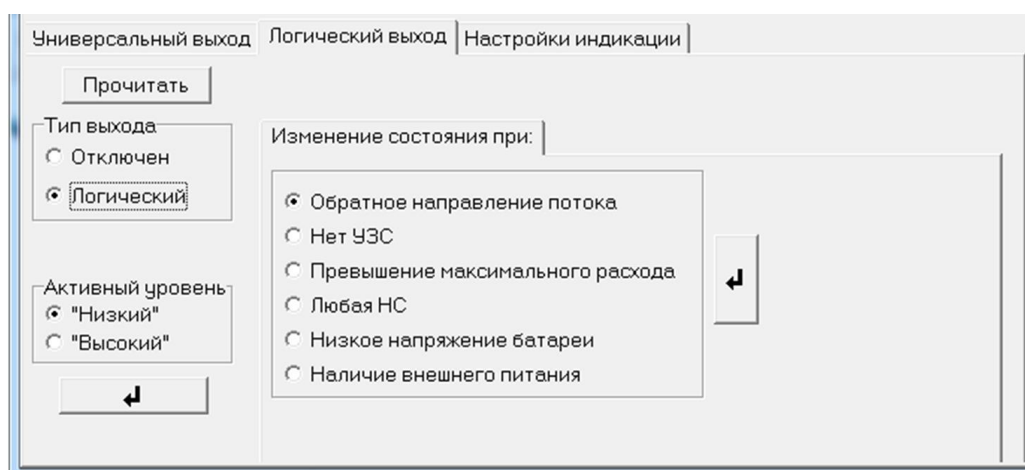 Универсальный выход Логический выход Настройки индикации
Прочитать
Тип выхода
Отключен
Логический
Активный уровень
"Низкий"
"Высокий"
Изменение состояния при:
Обратное направление потока
Нет УЗС
Превышение максимального расхода
Любая НС
Низкое напряжение батареи
Наличие внешнего питания